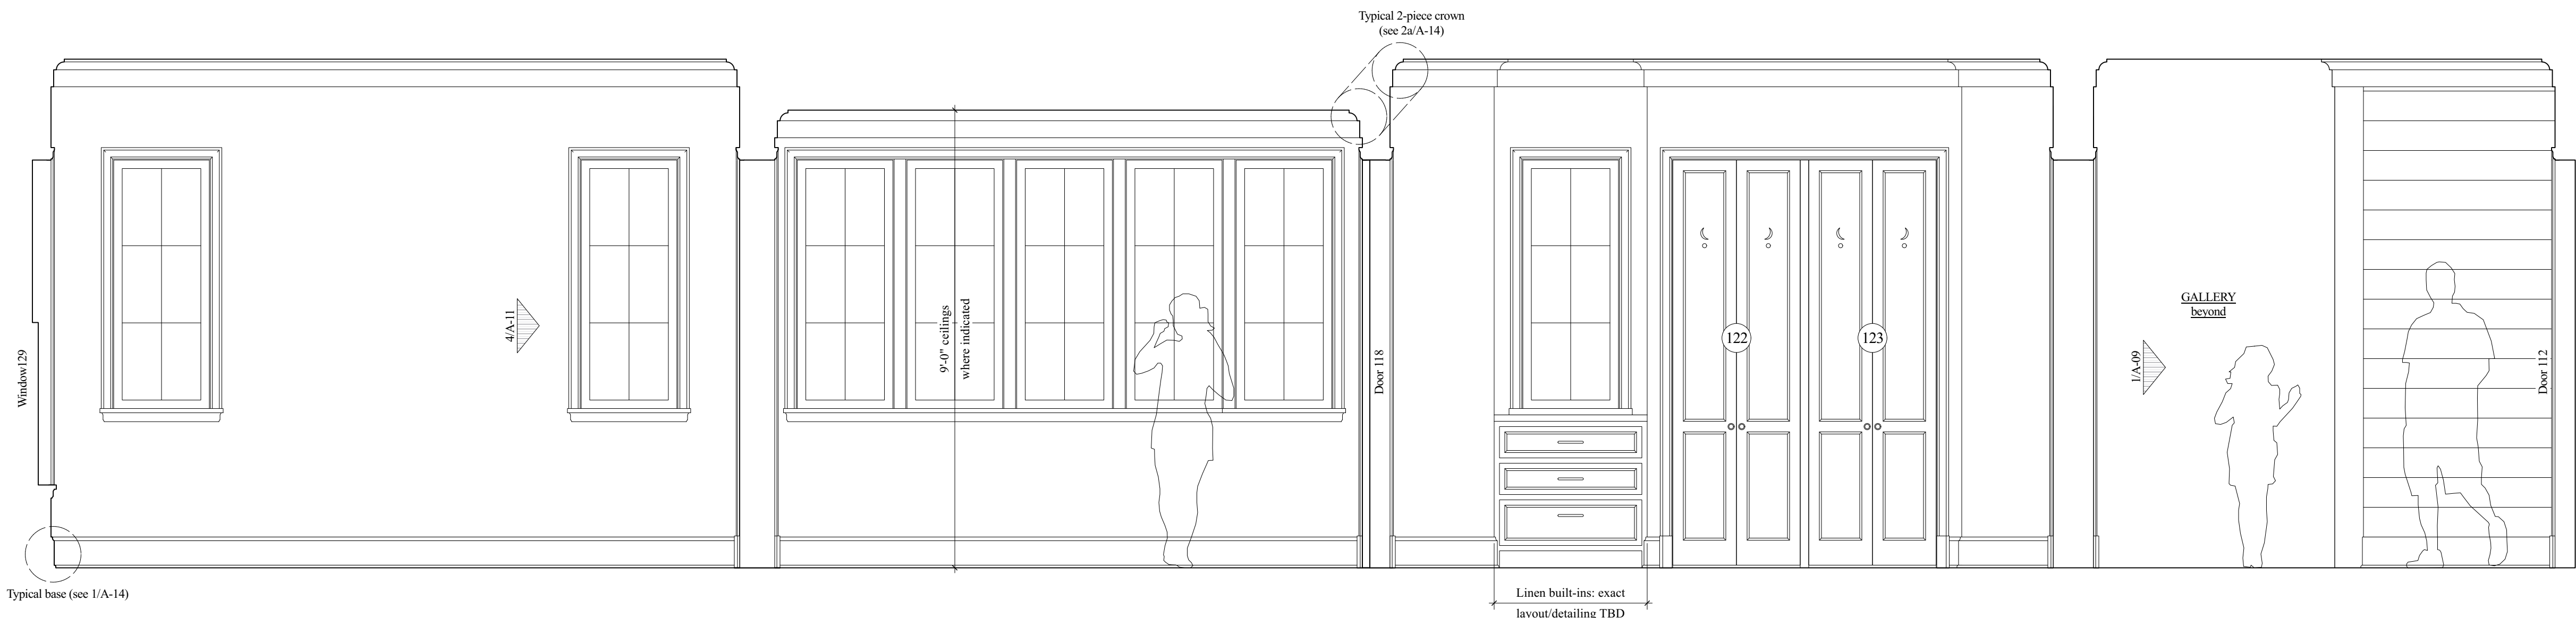 Typical 2-piece crown
(see 2a/A-14)
Window129
4/A-11
9'-0" ceilings
where indicated
Door 118
122
123
GALLERY
beyond
1/A-09
Door 112
Typical base (see 1/A-14)
Linen built-ins: exact
layout/detailing TBD